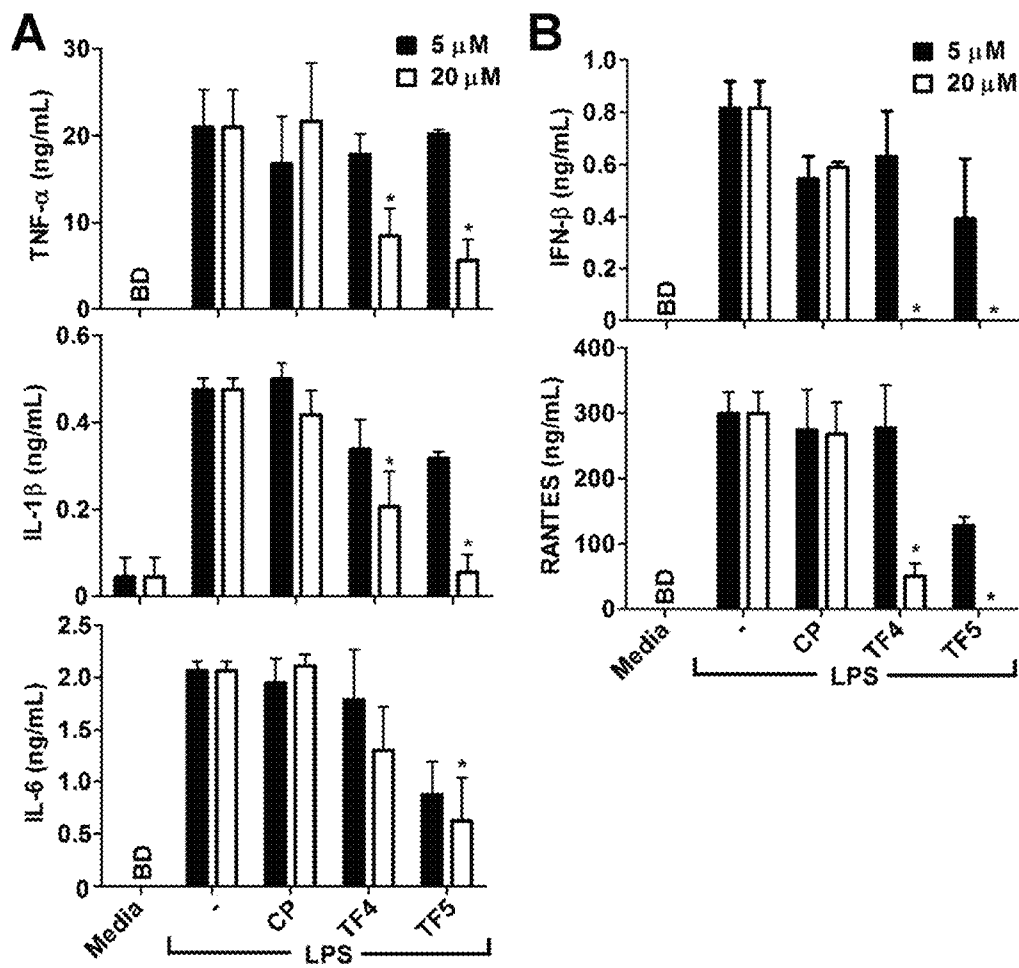 A
5 μM
20 μM
TNF-α (ng/mL)
30
20
10
0
BD
*
*
IL-1β (ng/mL)
0.6
0.4
0.2
0
*
*
IL-6 (ng/mL)
2.5
2.0
1.5
1.0
0.5
0
BD
*
Media
-
CP
TF4
TF5
LPS
B
5 μM
20 μM
IFN-β (ng/mL)
1.0
0.8
0.6
0.4
0.2
0
BD
*
*
RANTES (ng/mL)
400
300
200
100
0
BD
*
*
Media
-
CP
TF4
TF5
LPS